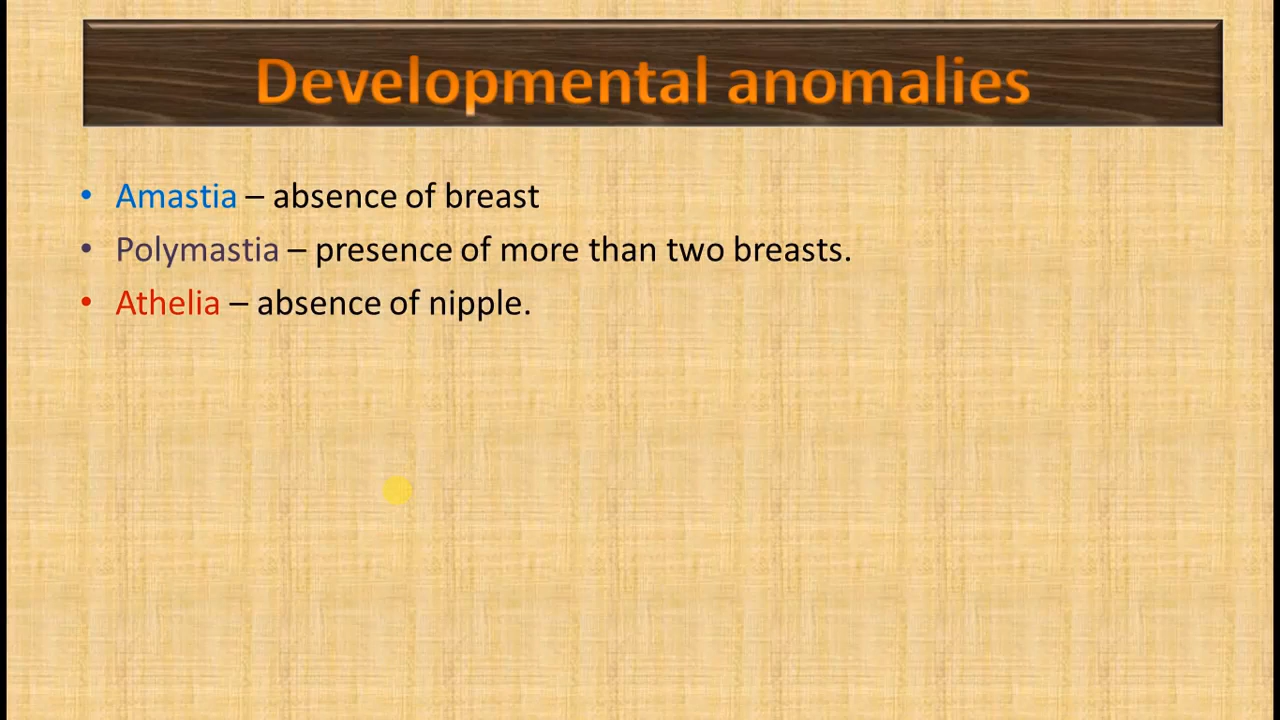 Developmental anomalies
• Amastia – absence of breast
• Polymastia – presence of more than two breasts.
• Athelia – absence of nipple.